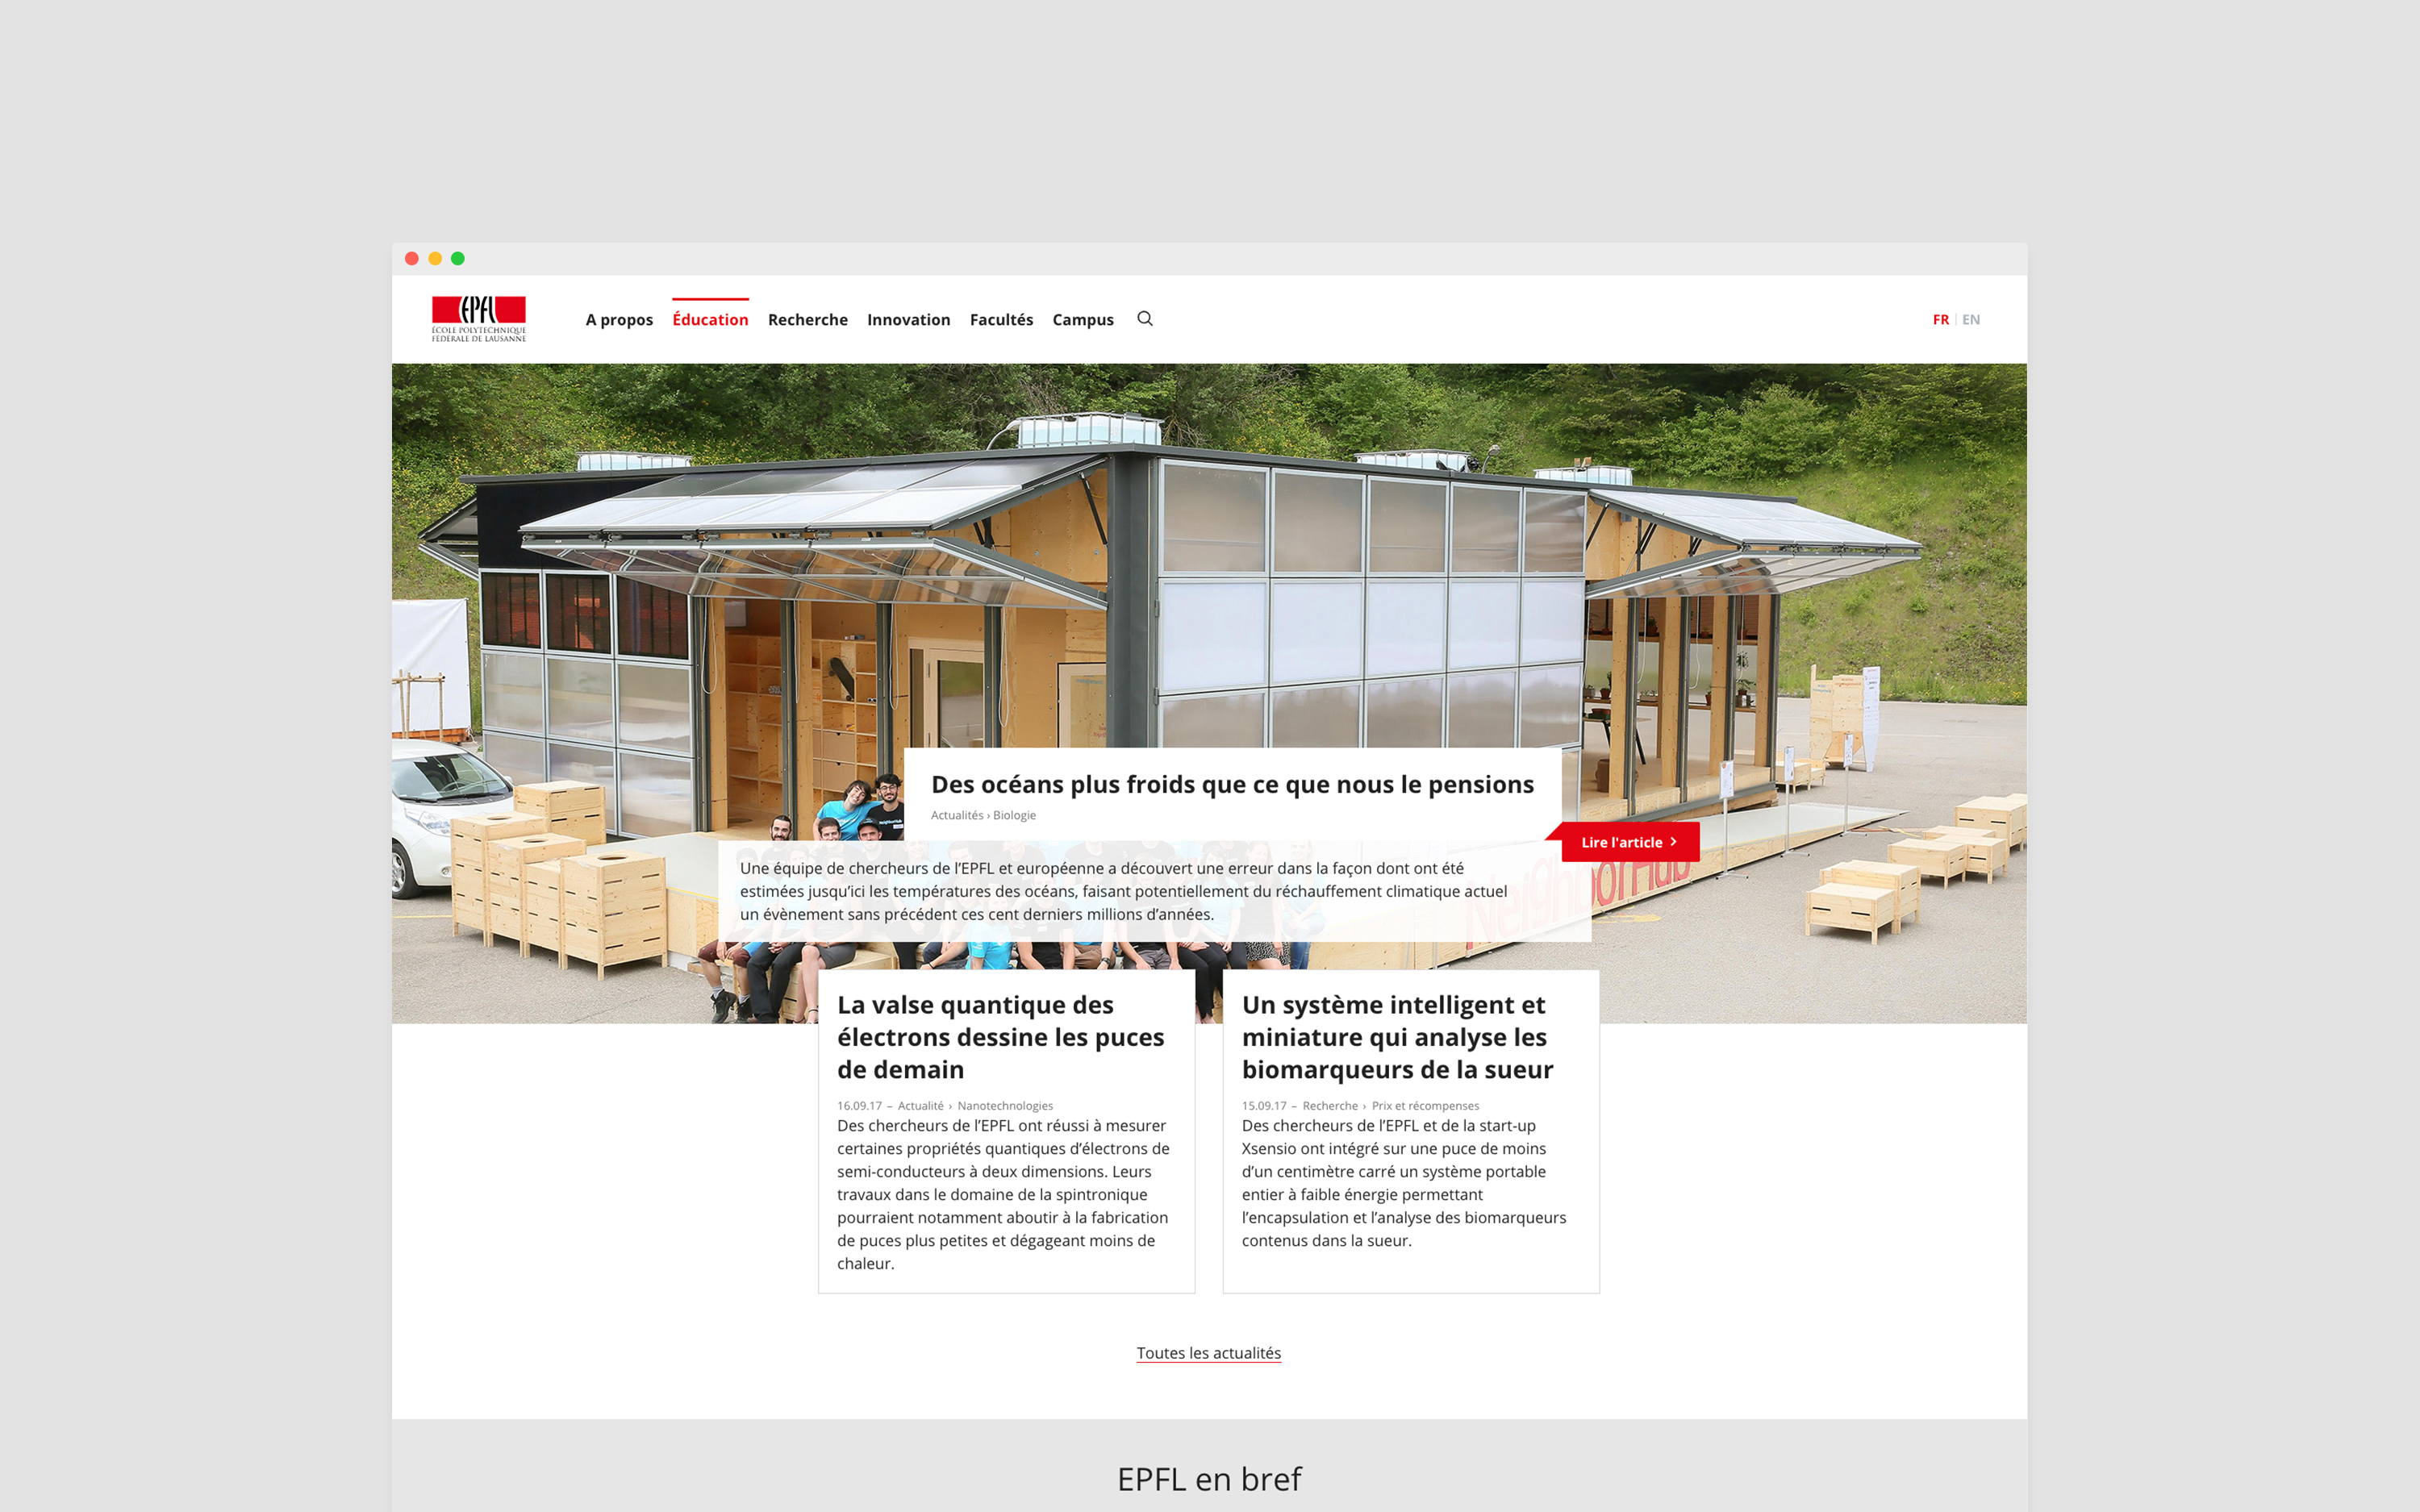 EPFL
ÉCOLE POLYTECHNIQUE
FÉDÉRALE DE LAUSANNE
A propos Éducation Recherche Innovation Facultés Campus
FR | EN
Des océans plus froids que ce que nous le pensions
Actualités › Biologie
Lire l'article
Une équipe de chercheurs de l’EPFL et européenne a découvert une erreur dans la façon dont ont été
estimées jusqu’ici les températures des océans, faisant potentiellement du réchauffement climatique actuel
un évènement sans précédent ces cent derniers millions d’années.
NeighborHub
La valse quantique des
électrons dessine les puces
de demain
16.09.17 – Actualité › Nanotechnologies
Des chercheurs de l’EPFL ont réussi à mesurer
certaines propriétés quantiques d’électrons de
semi-conducteurs à deux dimensions. Leurs
travaux dans le domaine de la spintronique
pourraient notamment aboutir à la fabrication
de puces plus petites et dégageant moins de
chaleur.
Un système intelligent et
miniature qui analyse les
biomarqueurs de la sueur
15.09.17 – Recherche › Prix et récompenses
Des chercheurs de l’EPFL et de la start-up
Xsensio ont intégré sur une puce de moins
d’un centimètre carré un système portable
entier à faible énergie permettant
l’encapsulation et l’analyse des biomarqueurs
contenus dans la sueur.
Toutes les actualités
EPFL en bref